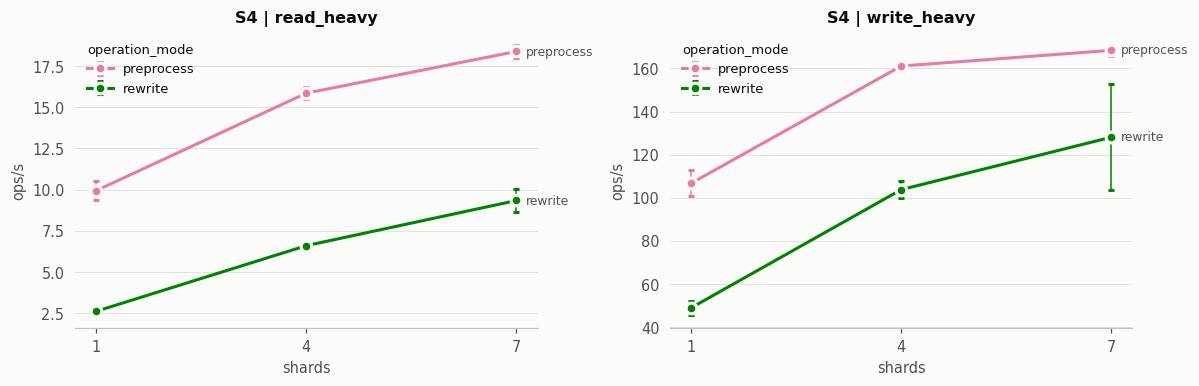 S4 | read_heavy
operation_mode
preprocess
rewrite
preprocess
rewrite
17.5
15.0
12.5
10.0
7.5
5.0
2.5
ops/s
1
4
7
shards
S4 | write_heavy
operation_mode
preprocess
rewrite
preprocess
rewrite
160
140
120
100
80
60
40
ops/s
1
4
7
shards